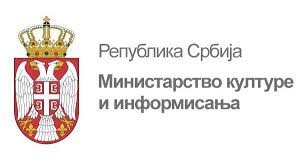 Република Србија
Министарство културе
и информисања